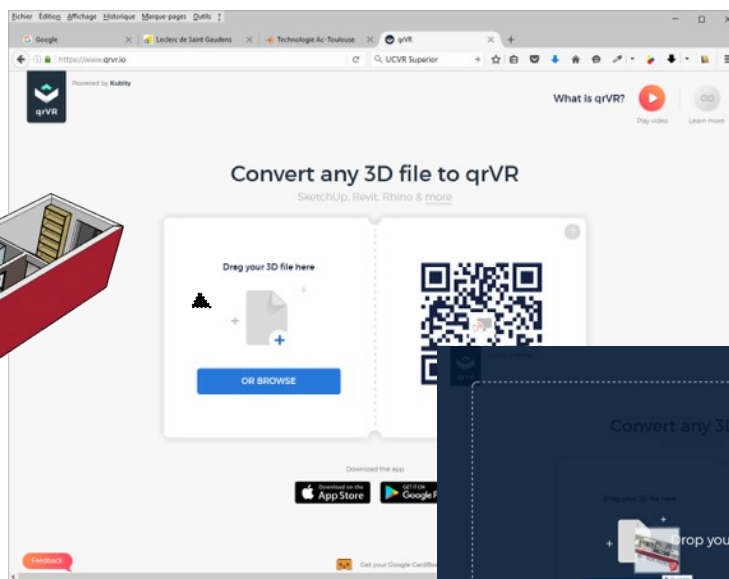 Fichier Édition Affichage Historique Marque-pages Outils ?
Google
Leclerc de Saint Gaudens
Technologie Ac-Toulouse
qrVR
https://www.qrvr.io
UCVR Superior
qrVR
Powered by Kubity
What is qrVR?
Play video
Learn more
Convert any 3D file to qrVR
SketchUp, Revit, Rhino & more
Drag your 3D file here
OR BROWSE
Download the app
Download on the
App Store
GET IT ON
Google
Feedback
Get your Google Cardbo
Convert any 3
Drag your 3D file here
Drop you